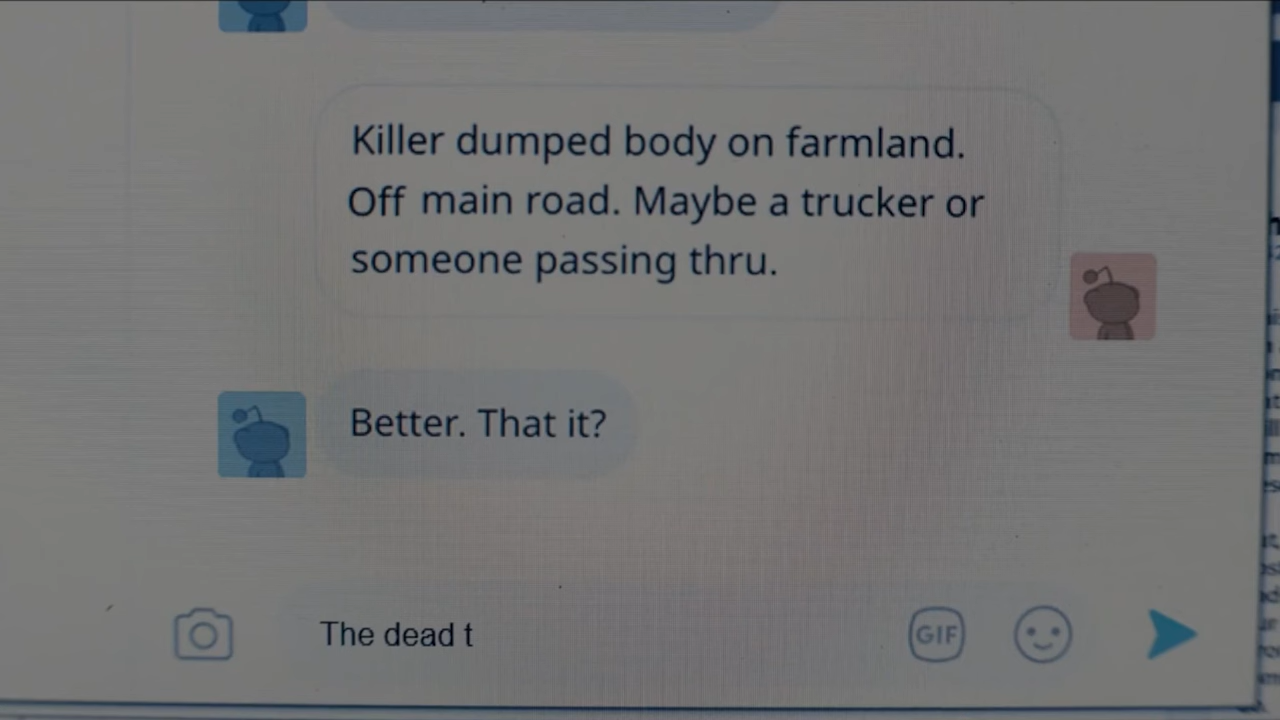 Killer dumped body on farmland.
Off main road. Maybe a trucker or
someone passing thru.
Better. That it?
The dead t
GIF